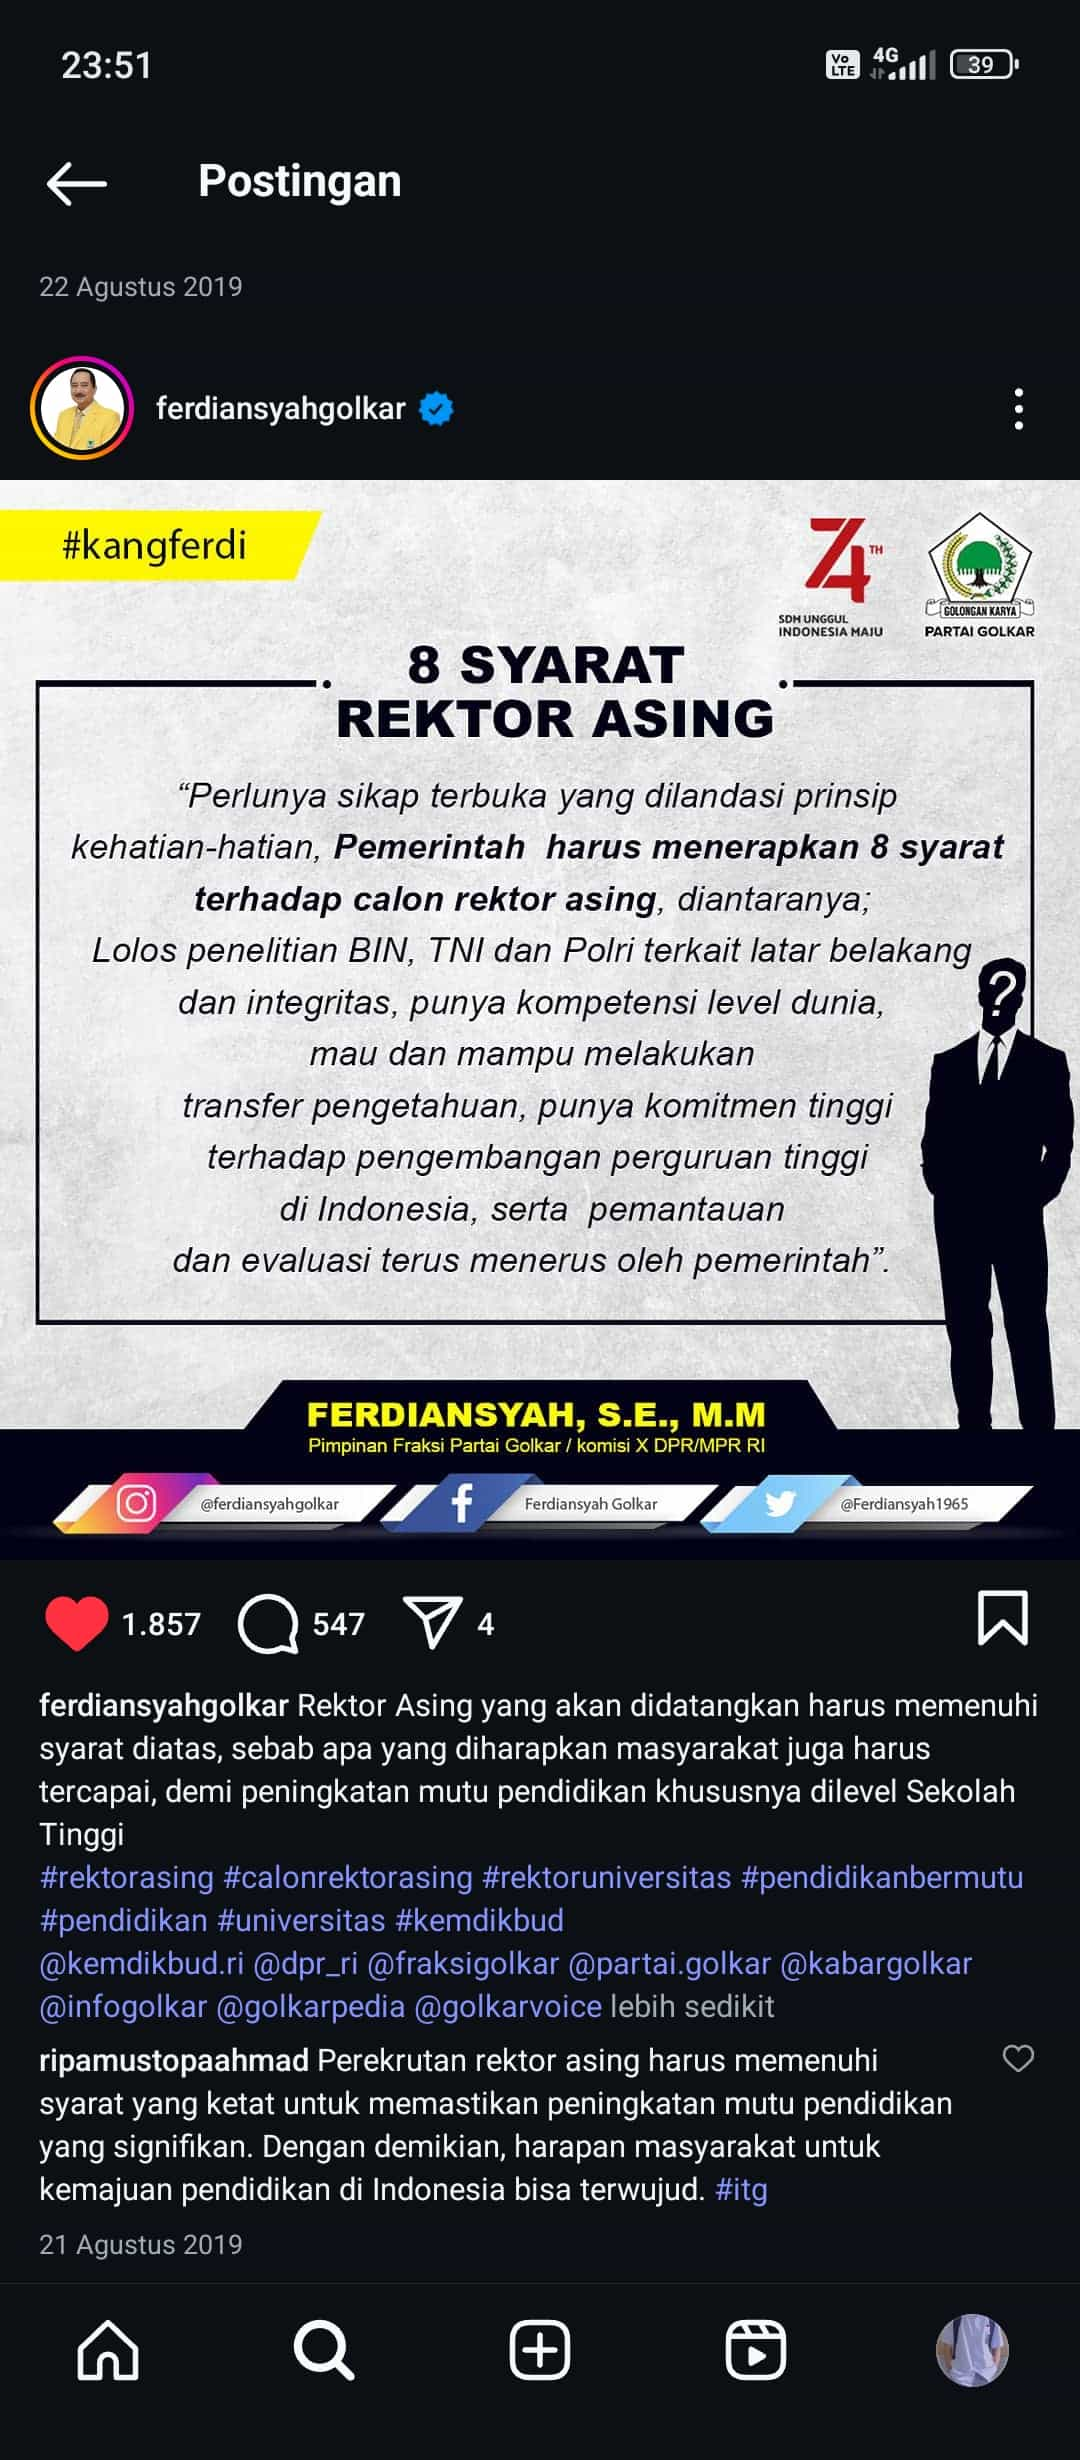 23:51
Vo
LTE
4G
39
Postingan
22 Agustus 2019
ferdiansyahgolkar
#kangferdi
74 TH
SDM UNGGUL
INDONESIA MAJU
GOLONGAN KARYA
PARTAI GOLKAR
8 SYARAT
REKTOR ASING
“Perlunya sikap terbuka yang dilandasi prinsip
kehatian-hatian, Pemerintah harus menerapkan 8 syarat
terhadap calon rektor asing, diantaranya;
Lolos penelitian BIN, TNI dan Polri terkait latar belakang
dan integritas, punya kompetensi level dunia,
mau dan mampu melakukan
transfer pengetahuan, punya komitmen tinggi
terhadap pengembangan perguruan tinggi
di Indonesia, serta pemantauan
dan evaluasi terus menerus oleh pemerintah”.
?
FERDIANSYAH, S.E., M.M
Pimpinan Fraksi Partai Golkar / komisi X DPR/MPR RI
@ferdiansyahgolkar
Ferdiansyah Golkar
@Ferdiansyah1965
1.857
547
4
ferdiansyahgolkar Rektor Asing yang akan didatangkan harus memenuhi
syarat diatas, sebab apa yang diharapkan masyarakat juga harus
tercapai, demi peningkatan mutu pendidikan khususnya dilevel Sekolah
Tinggi
#rektorasing #calonrektorasing #rektoruniversitas #pendidikanbermutu
#pendidikan #universitas #kemdikbud
@kemdikbud.ri @dpr_ri @fraksigolkar @partai.golkar @kabargolkar
@infogolkar @golkarpedia @golkarvoice lebih sedikit
ripamustopaahmad Perekrutan rektor asing harus memenuhi
syarat yang ketat untuk memastikan peningkatan mutu pendidikan
yang signifikan. Dengan demikian, harapan masyarakat untuk
kemajuan pendidikan di Indonesia bisa terwujud. #itg
21 Agustus 2019